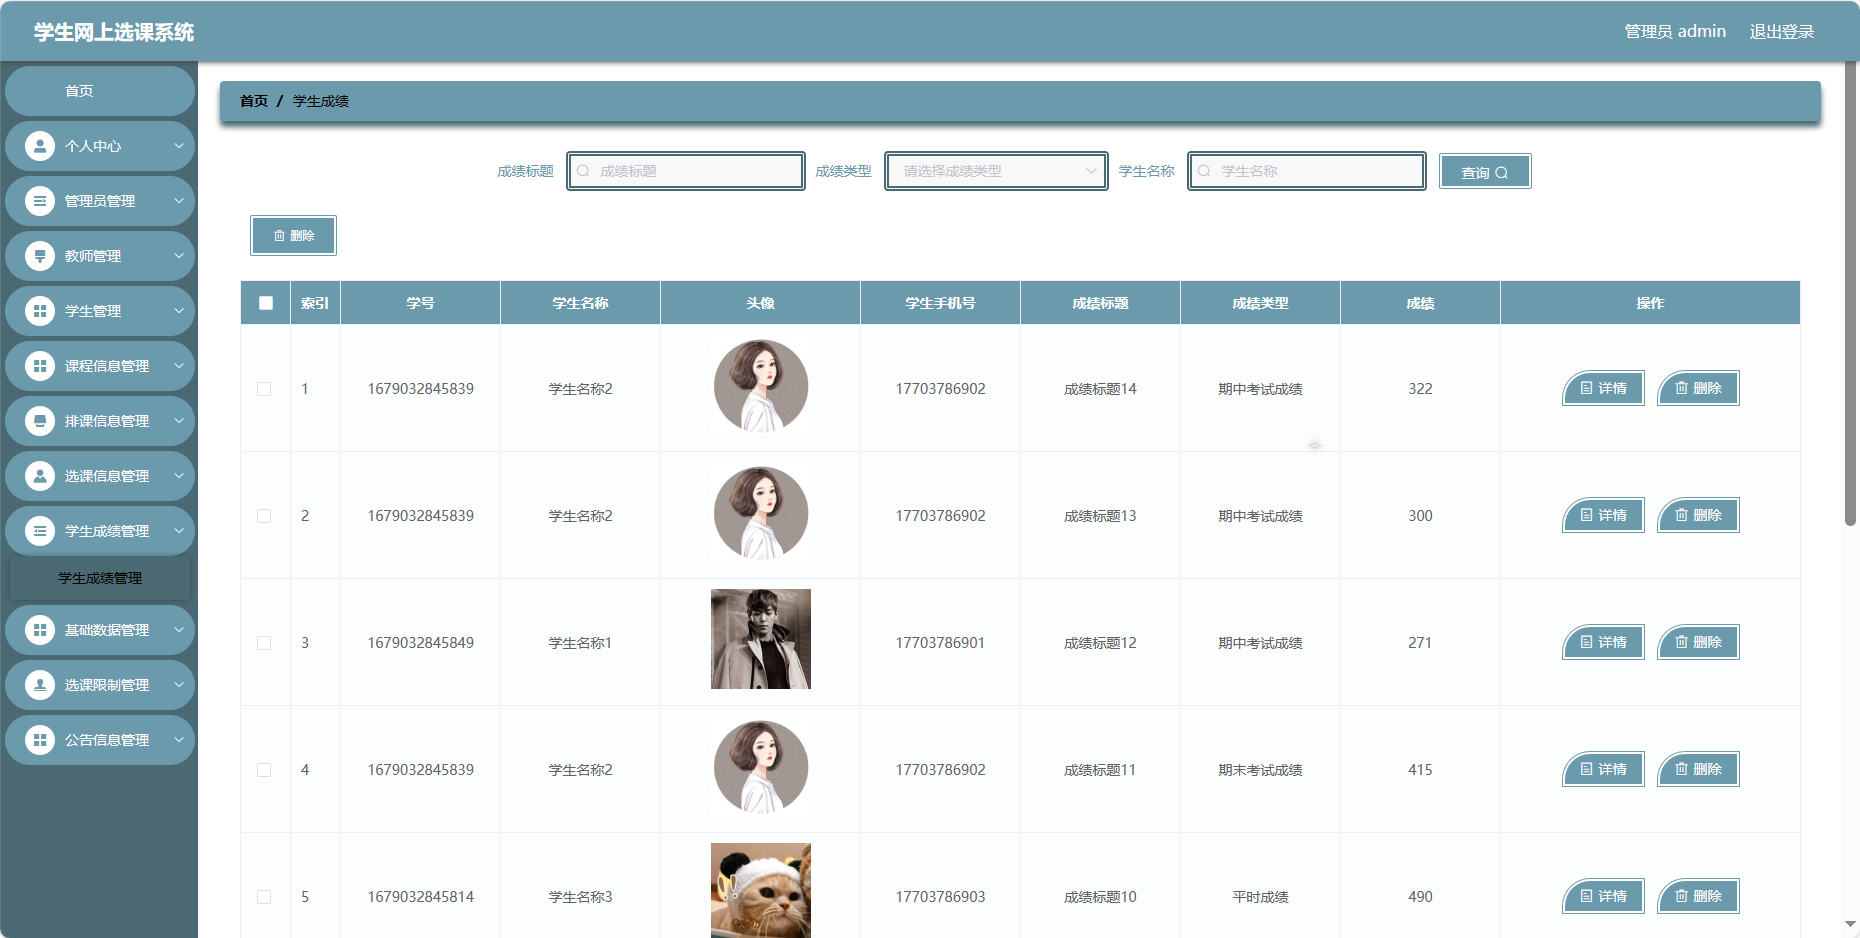 学生网上选课系统
管理员 admin 退出登录
首页
个人中心
管理员管理
教师管理
学生管理
课程信息管理
排课信息管理
选课信息管理
学生成绩管理
学生成绩管理
基础数据管理
选课限制管理
公告信息管理
首页 / 学生成绩
成绩标题 成绩标题 成绩类型 请选择成绩类型 学生名称 学生名称 查询
删除
索引 学号 学生名称 头像 学生手机号 成绩标题 成绩类型 成绩 操作
1 1679032845839 学生名称2 17703786902 成绩标题14 期中考试成绩 322 详情 删除
2 1679032845839 学生名称2 17703786902 成绩标题13 期中考试成绩 300 详情 删除
3 1679032845849 学生名称1 17703786901 成绩标题12 期中考试成绩 271 详情 删除
4 1679032845839 学生名称2 17703786902 成绩标题11 期末考试成绩 415 详情 删除
5 1679032845814 学生名称3 17703786903 成绩标题10 平时成绩 490 详情 删除